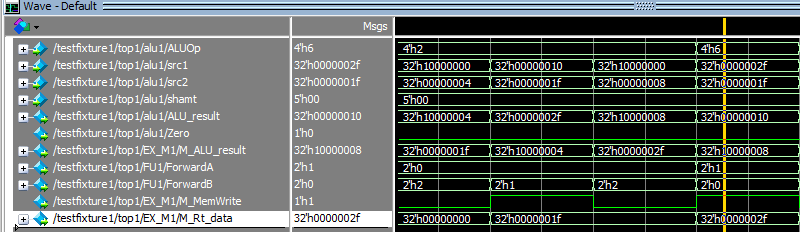 Wave - Default
Msgs
/testfixture1/top1/alu1/ALUOp 4'h6 4'h2 4'h6
/testfixture1/top1/alu1/src1 32'h0000002f 32'h10000000 32'h00000010 32'h10000000 32'h0000002f
/testfixture1/top1/alu1/src2 32'h0000001f 32'h00000004 32'h0000001f 32'h00000008 32'h0000001f
/testfixture1/top1/alu1/shamt 5'h00 5'h00
/testfixture1/top1/alu1/ALU_result 32'h00000010 32'h10000004 32'h0000002f 32'h10000008 32'h00000010
/testfixture1/top1/alu1/Zero 1'h0
/testfixture1/top1/EX_M1/M_ALU_result 32'h10000008 32'h0000001f 32'h10000004 32'h0000002f 32'h10000008
/testfixture1/top1/FU1/ForwardA 2'h1 2'h0 2'h1
/testfixture1/top1/FU1/ForwardB 2'h0 2'h2 2'h1 2'h2 2'h0
/testfixture1/top1/EX_M1/M_MemWrite 1'h1
/testfixture1/top1/EX_M1/M_Rt_data 32'h0000002f 32'h00000000 32'h0000001f 32'h0000002f